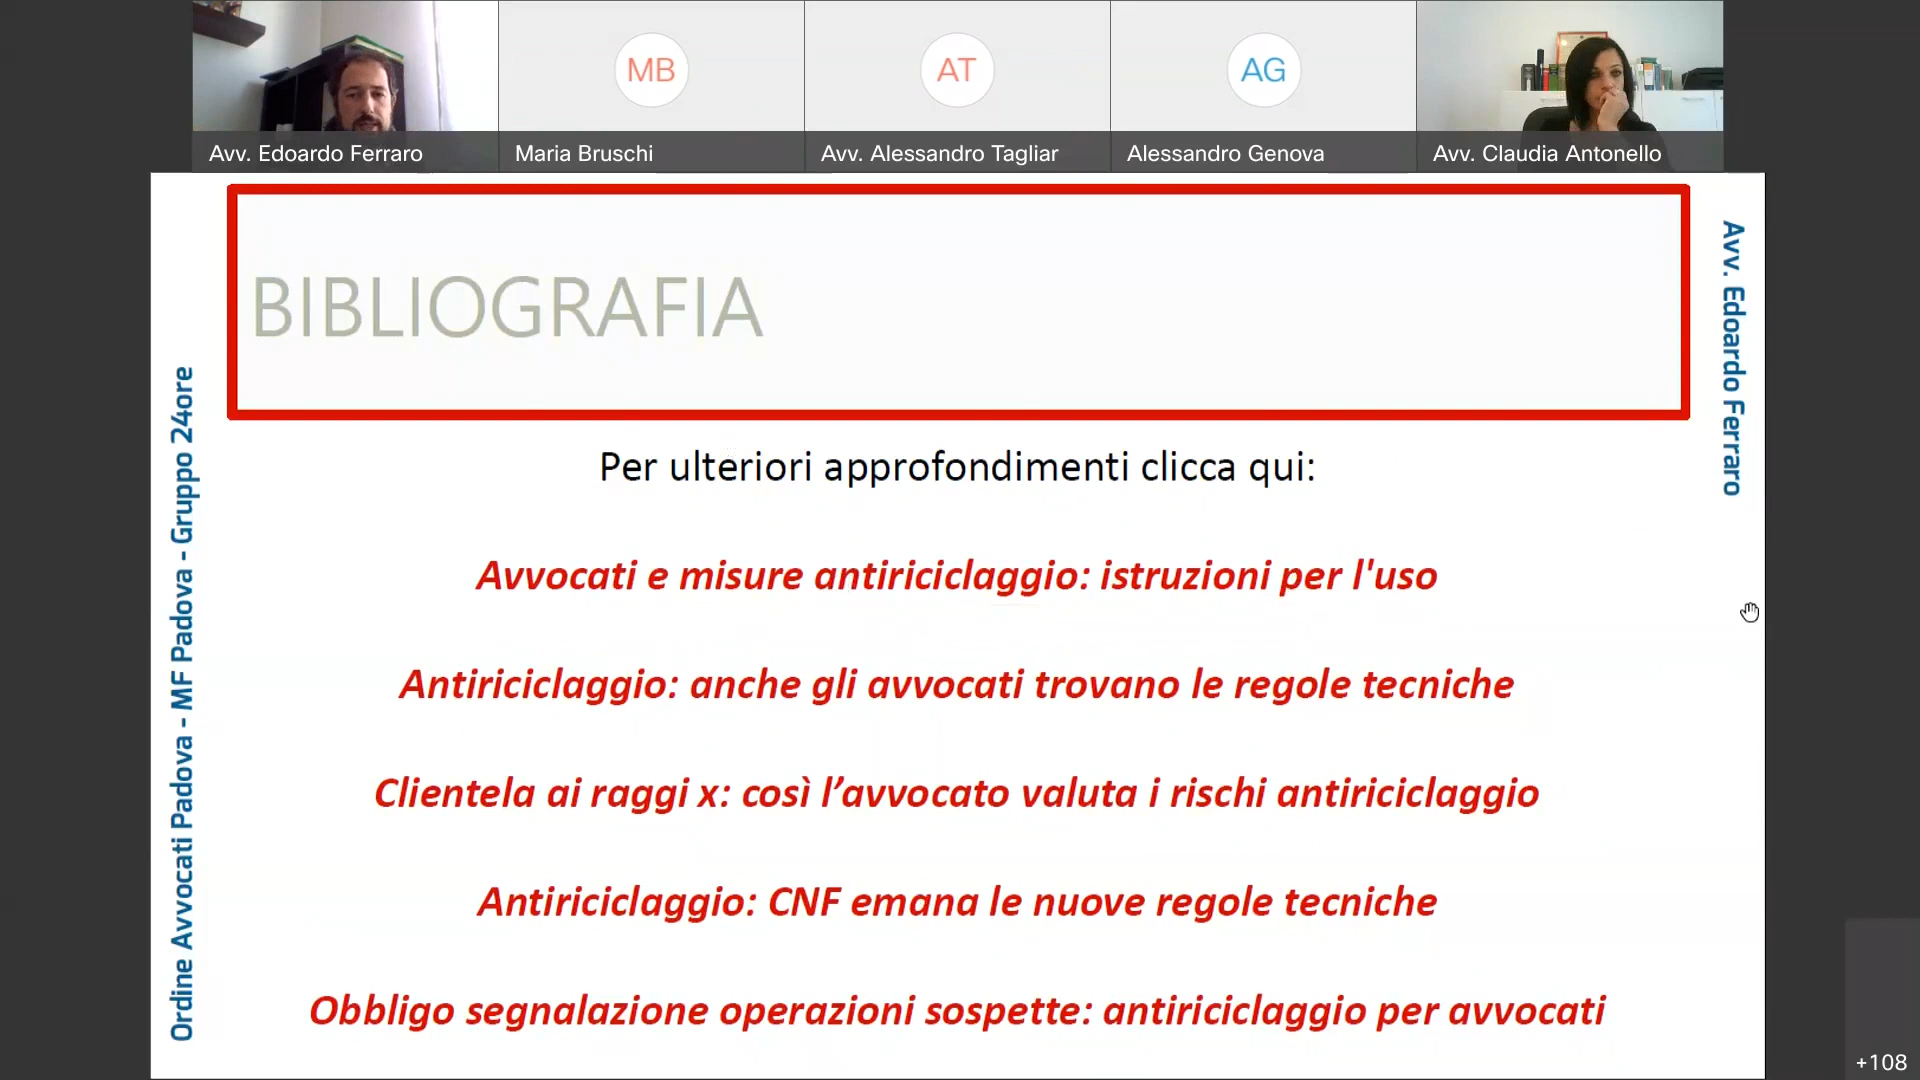 MB
AT
AG
Avv. Edoardo Ferraro
Maria Bruschi
Avv. Alessandro Tagliar
Alessandro Genova
Avv. Claudia Antonello
BIBLIOGRAFIA
Per ulteriori approfondimenti clicca qui:
Avvocati e misure antiriciclaggio: istruzioni per l'uso
Antiriciclaggio: anche gli avvocati trovano le regole tecniche
Clientela ai raggi x: così l’avvocato valuta i rischi antiriciclaggio
Antiriciclaggio: CNF emana le nuove regole tecniche
Obbligo segnalazione operazioni sospette: antiriciclaggio per avvocati
Ordine Avvocati Padova - MF Padova - Gruppo 24ore
Avv. Edoardo Ferraro
+108